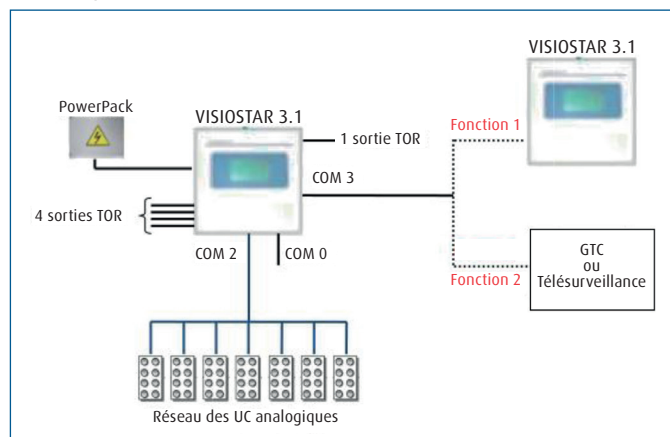 VISIOSTAR 3.1
PowerPack
VISIOSTAR 3.1
1 sortie TOR
Fonction 1
COM 3
4 sorties TOR
COM 2
COM 0
Fonction 2
GTC
ou
Télésurveillance
Réseau des UC analogiques